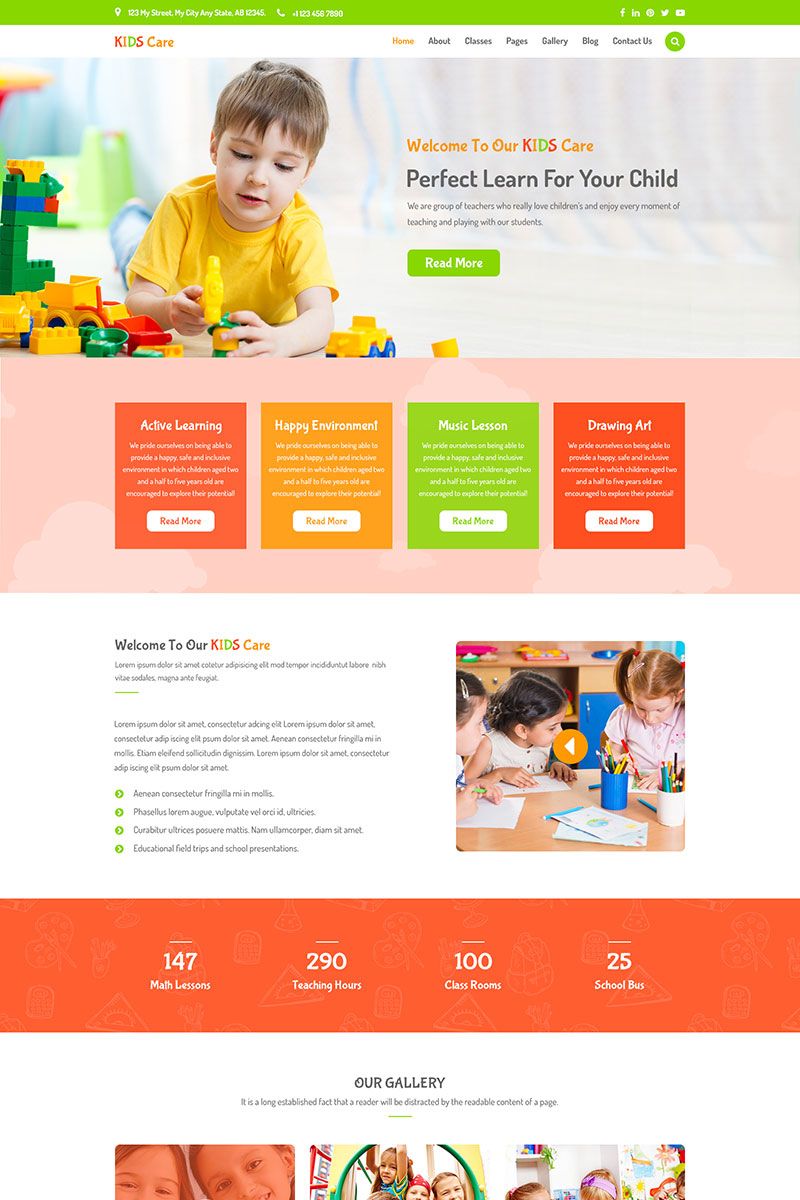 123 My Street, My City Any State, AB 12345. +1 123 456 7890
KIDS Care
Home About Classes Pages Gallery Blog Contact Us
Welcome To Our KIDS Care
Perfect Learn For Your Child
We are group of teachers who really love children's and enjoy every moment of
teaching and playing with our students.
Read More
Active Learning
We pride ourselves on being able to
provide a happy, safe and inclusive
environment in which children aged two
and a half to five years old are
encouraged to explore their potential!
Read More
Happy Environment
We pride ourselves on being able to
provide a happy, safe and inclusive
environment in which children aged two
and a half to five years old are
encouraged to explore their potential!
Read More
Music Lesson
We pride ourselves on being able to
provide a happy, safe and inclusive
environment in which children aged two
and a half to five years old are
encouraged to explore their potential!
Read More
Drawing Art
We pride ourselves on being able to
provide a happy, safe and inclusive
environment in which children aged two
and a half to five years old are
encouraged to explore their potential!
Read More
Welcome To Our KIDS Care
Lorem ipsum dolor sit amat cotetur adipisicing elit mod tempor incididuntut labore nibh
vitae sodales, magna ante feugiat.
Lorem ipsum dolor sit amet, consectetur adcing elit Lorem ipsum dolor sit amet,
consectetur adip iscing elit psum dolor sit amet. Aenean consectetur fringilla mi in
mollis. Etiam eleifend sollicitudin dignissim. Lorem ipsum dolor sit amet, consectetur
adip iscing elit psum dolor sit amet.
Aenean consectetur fringilla mi in mollis.
Phasellus lorem augue, vulputate vel orci id, ultricies.
Curabitur ultrices posuere mattis. Nam ullamcorper, diam sit amet.
Educational field trips and school presentations.
147
Math Lessons
290
Teaching Hours
100
Class Rooms
25
School Bus
OUR GALLERY
It is a long established fact that a reader will be distracted by the readable content of a page.